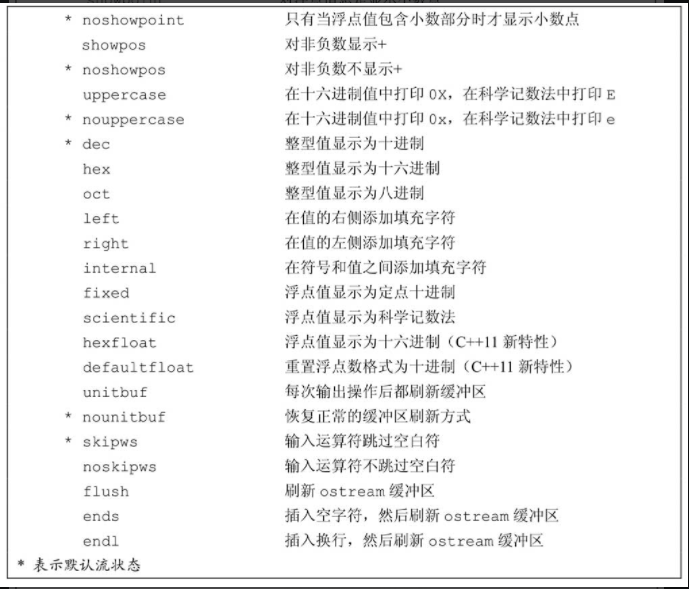 * noshowpoint 只有当浮点值包含小数部分时才显示小数点
showpos 对非负数显示+
* noshowpos 对非负数不显示+
uppercase 在十六进制值中打印 0X，在科学记数法中打印 E
* nouppercase 在十六进制值中打印 0x，在科学记数法中打印 e
* dec 整型值显示为十进制
hex 整型值显示为十六进制
oct 整型值显示为八进制
left 在值的右侧添加填充字符
right 在值的左侧添加填充字符
internal 在符号和值之间添加填充字符
fixed 浮点值显示为定点十进制
scientific 浮点值显示为科学记数法
hexfloat 浮点值显示为十六进制（C++11 新特性）
defaultfloat 重置浮点数格式为十进制（C++11 新特性）
unitbuf 每次输出操作后都刷新缓冲区
* nounitbuf 恢复正常的缓冲区刷新方式
* skipws 输入运算符跳过空白符
noskipws 输入运算符不跳过空白符
flush 刷新 ostream 缓冲区
ends 插入空字符，然后刷新 ostream 缓冲区
endl 插入换行，然后刷新 ostream 缓冲区
* 表示默认流状态